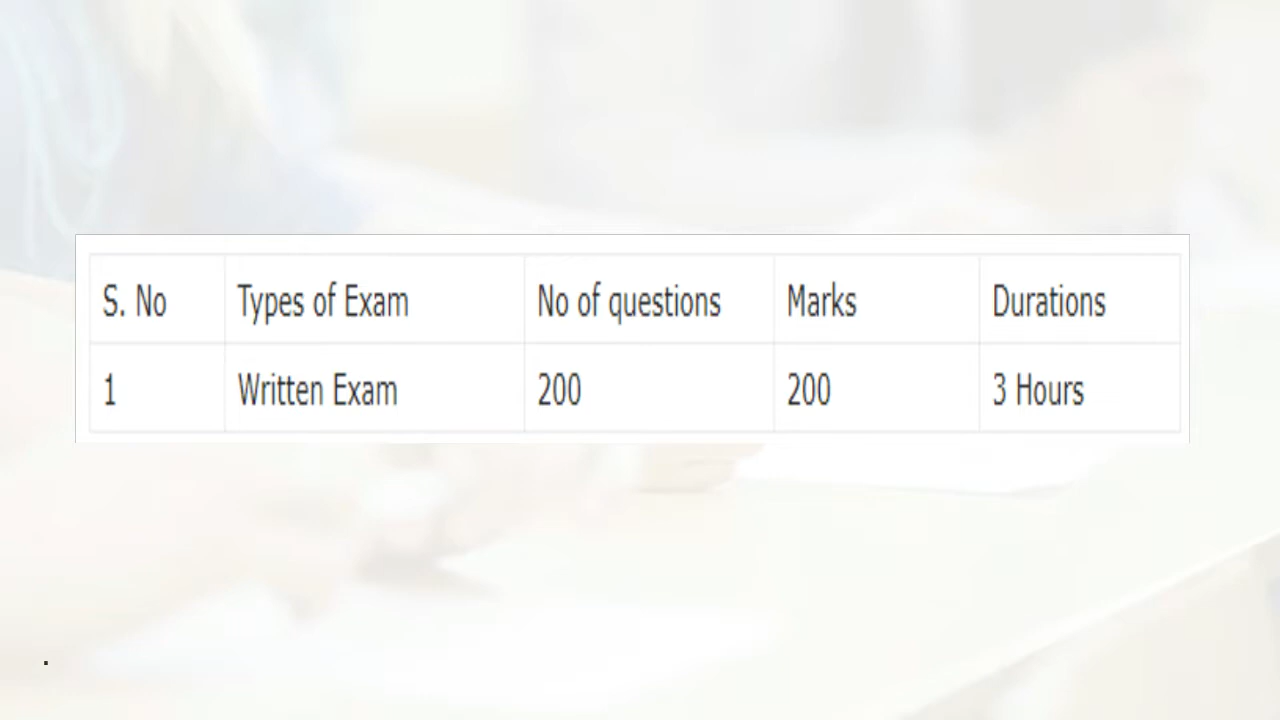 S. No Types of Exam No of questions Marks Durations
1 Written Exam 200 200 3 Hours
.